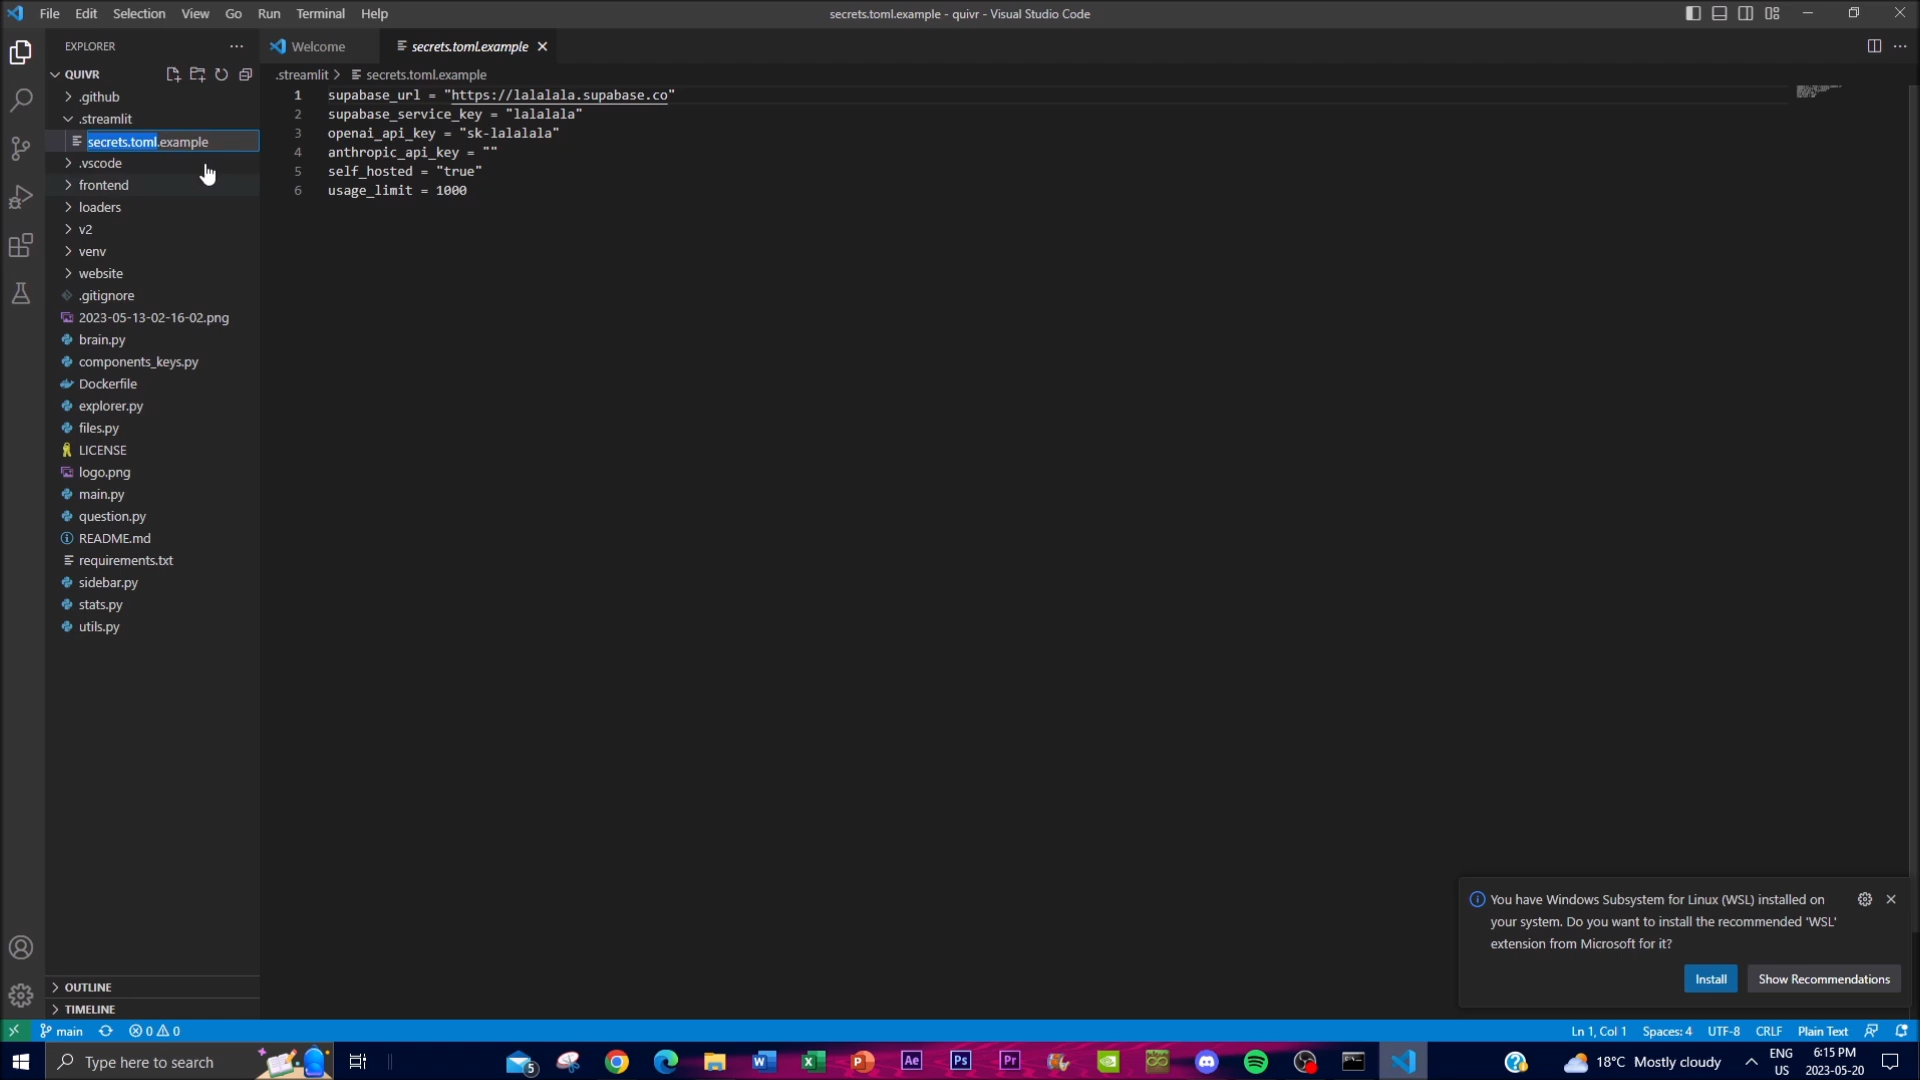 File Edit Selection View Go Run Terminal Help
secrets.toml.example - quivr - Visual Studio Code
EXPLORER
Welcome
secrets.toml.example
QUIVR
.streamlit > secrets.toml.example
.github
.streamlit
secrets.toml.example
.vscode
frontend
loaders
v2
venv
website
.gitignore
2023-05-13-02-16-02.png
brain.py
components_keys.py
Dockerfile
explorer.py
files.py
LICENSE
logo.png
main.py
question.py
README.md
requirements.txt
sidebar.py
stats.py
utils.py
1 supabase_url = "https://lalalala.supabase.co"
2 supabase_service_key = "lalalala"
3 openai_api_key = "sk-lalalala"
4 anthropic_api_key = ""
5 self_hosted = "true"
6 usage_limit = 1000
You have Windows Subsystem for Linux (WSL) installed on
your system. Do you want to install the recommended 'WSL'
extension from Microsoft for it?
Install Show Recommendations
OUTLINE
TIMELINE
main 0 0
Ln 1, Col 1 Spaces: 4 UTF-8 CRLF Plain Text
Type here to search
5
W X P Ae Ps Pr
18°C Mostly cloudy
ENG
US
6:15 PM
2023-05-20